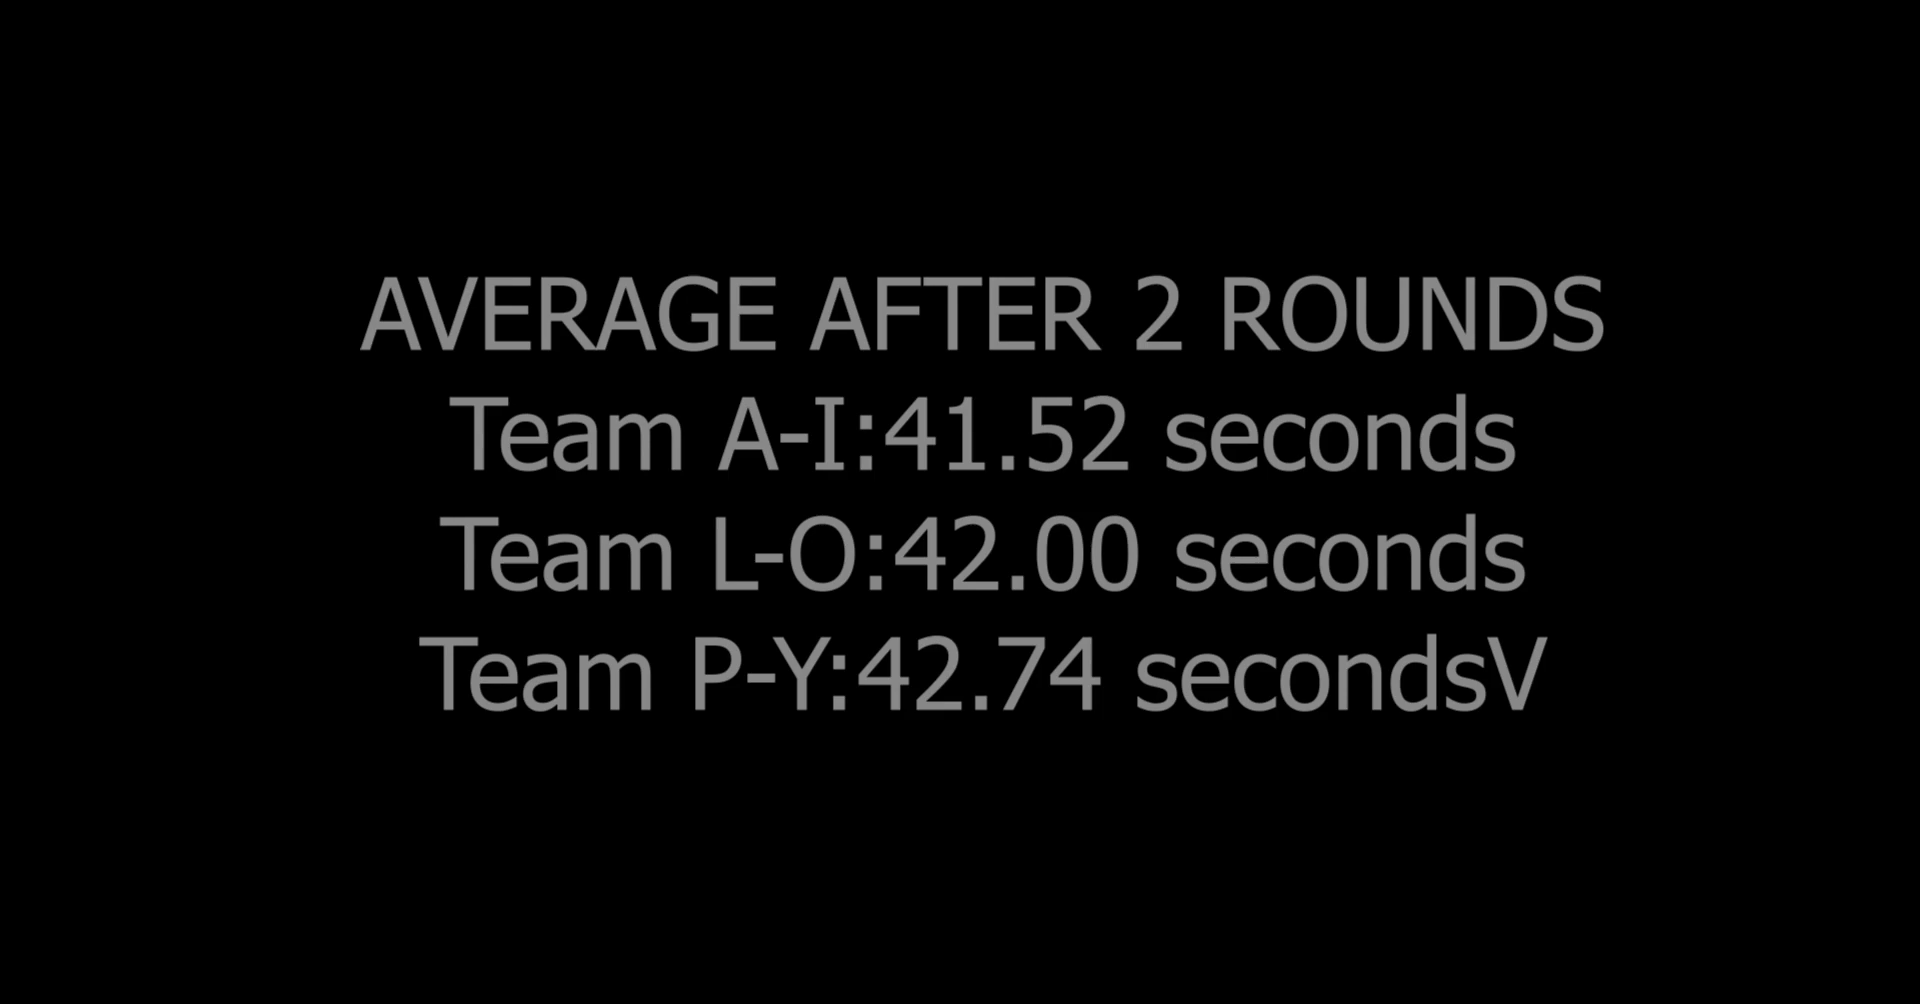 AVERAGE AFTER 2 ROUNDS
Team A-I:41.52 seconds
Team L-O:42.00 seconds
Team P-Y:42.74 secondsV